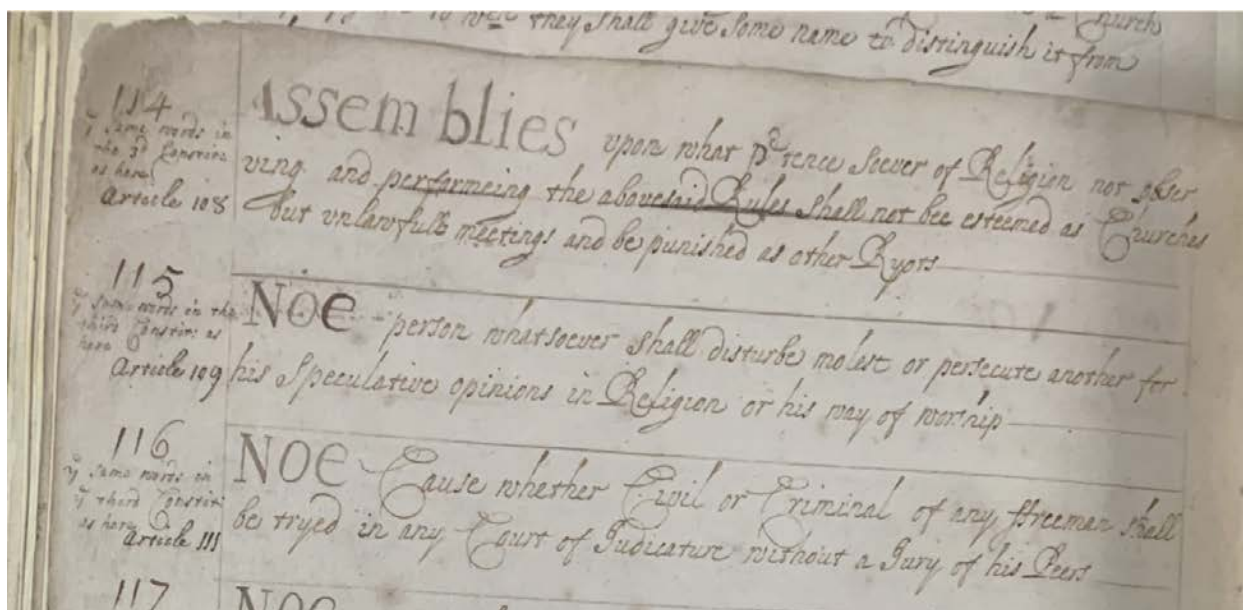 they shall give some name to distinguish it from
Church
114
yᵉ same words in
the 3ᵈ Constitu:
as here
Article 108
Assemblies upon what pᵉtence soever of Religion not obser
ving and performeing the abovesaid Rules shall not bee esteemed as Churches
but unlawfull meetings and be punished as other Ryots
115
yᵉ same words in the
third Constitu: as
here
Article 109
Noe person whatsoever shall disturbe molest or persecute another for
his Speculative opinions in Religion or his way of worship
116
yᵉ same words in
yᵉ third Constit:
as here
Article 111
Noe Cause whether Civil or Criminal of any ffreeman shall
be tryed in any Court of Judicature without a Jury of his Peers
117
Noe